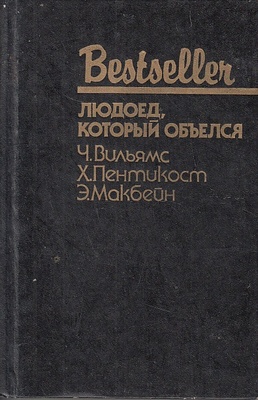 Bestseller
ЛЮДОЕД,
КОТОРЫЙ ОБЪЕЛСЯ
Ч.Вильямс
Х.Пентикост
Э.Макбейн